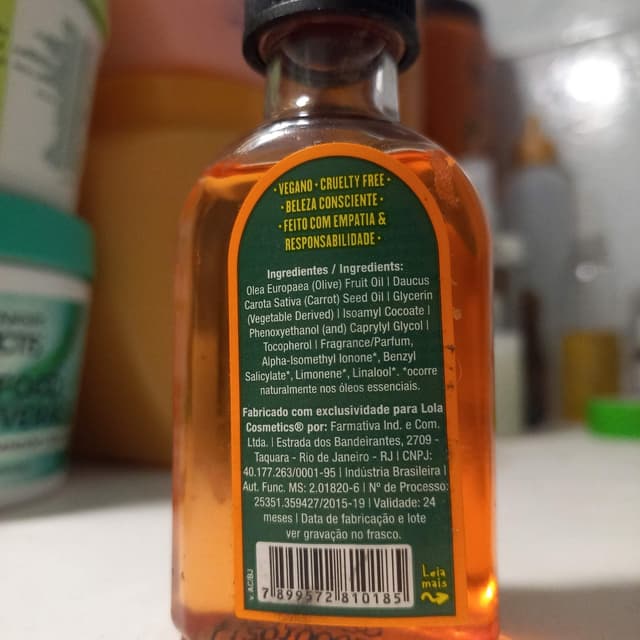 • VEGANO • CRUELTY FREE •
• BELEZA CONSCIENTE •
• FEITO COM EMPATIA &
RESPONSABILIDADE •
Ingredientes / Ingredients:
Olea Europaea (Olive) Fruit Oil | Daucus
Carota Sativa (Carrot) Seed Oil | Glycerin
(Vegetable Derived) | Isoamyl Cocoate |
Phenoxyethanol (and) Caprylyl Glycol |
Tocopherol | Fragrance/Parfum,
Alpha-Isomethyl Ionone*, Benzyl
Salicylate*, Limonene*, Linalool*. *ocorre
naturalmente nos óleos essenciais.
Fabricado com exclusividade para Lola
Cosmetics® por: Farmativa Ind. e Com.
Ltda. | Estrada dos Bandeirantes, 2709 -
Taquara - Rio de Janeiro - RJ | CNPJ:
40.177.263/0001-95 | Indústria Brasileira |
Aut. Func. MS: 2.01820-6 | Nº de Processo:
25351.359427/2015-19 | Validade: 24
meses | Data de fabricação e lote
ver gravação no frasco.
7 899572 810185
Leia
mais